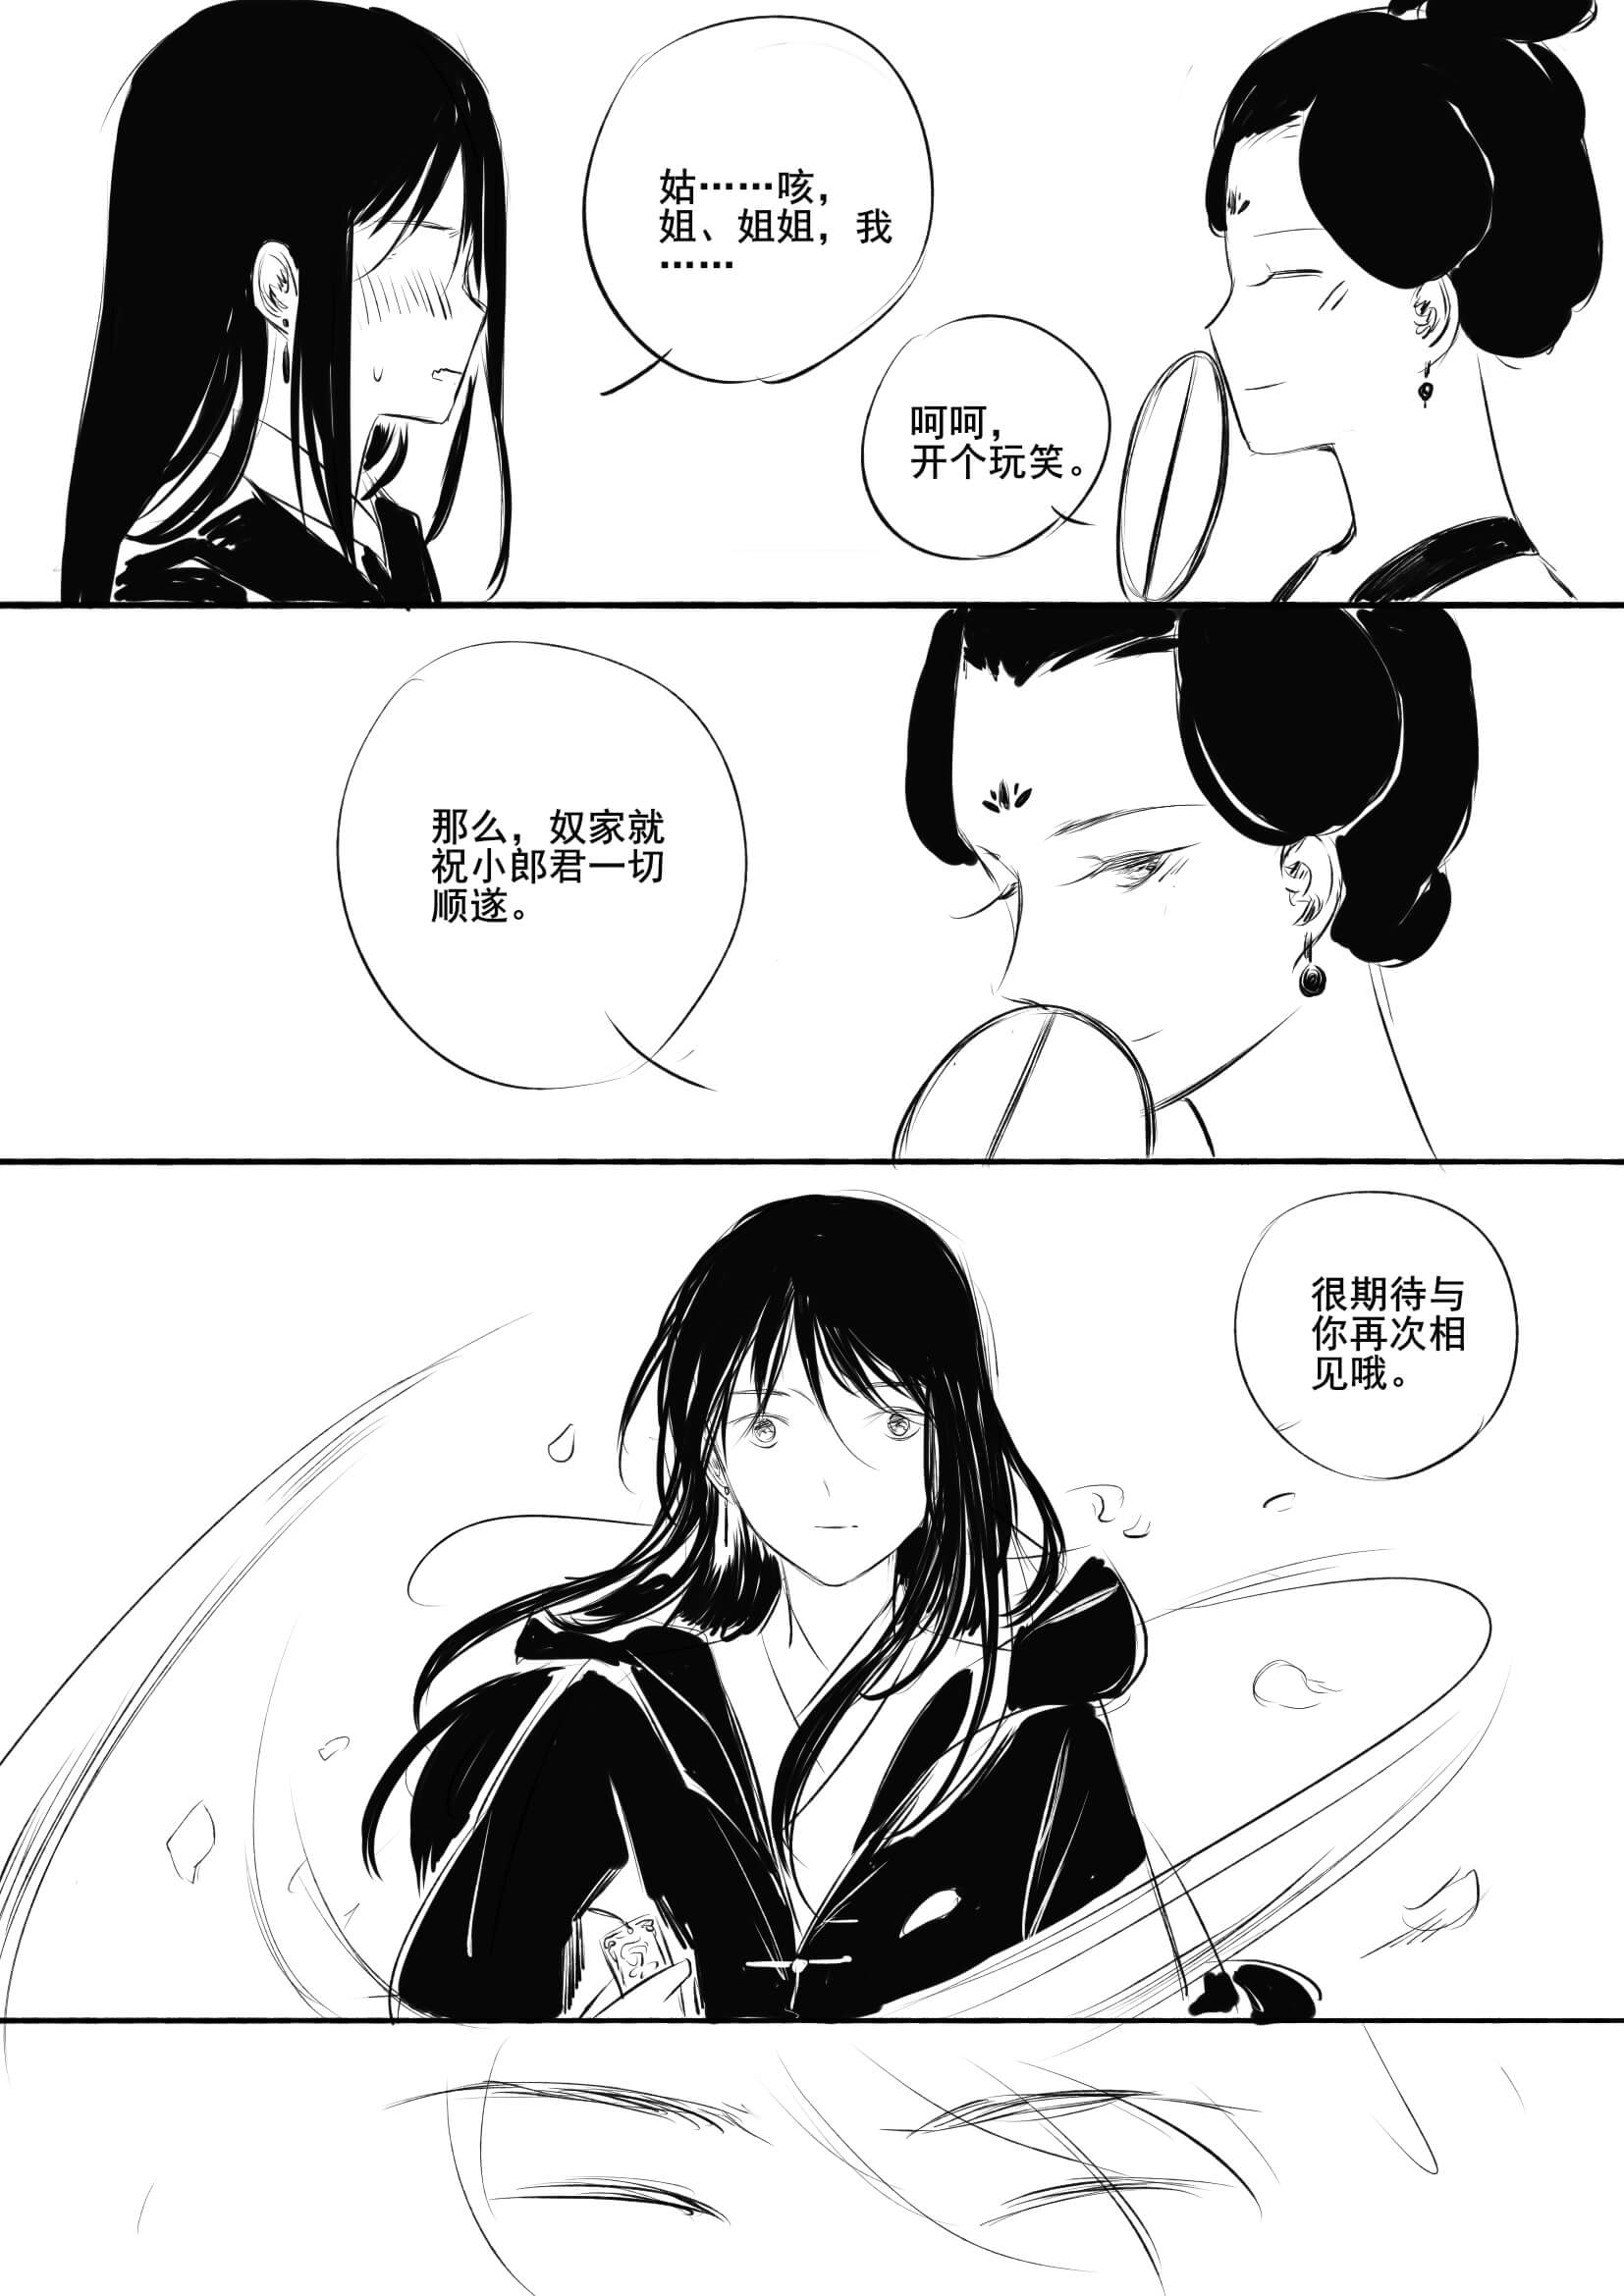 姑……咳，
姐、姐姐，我
……
呵呵，
开个玩笑。
那么，奴家就
祝小郎君一切
顺遂。
很期待与
你再次相
见哦。